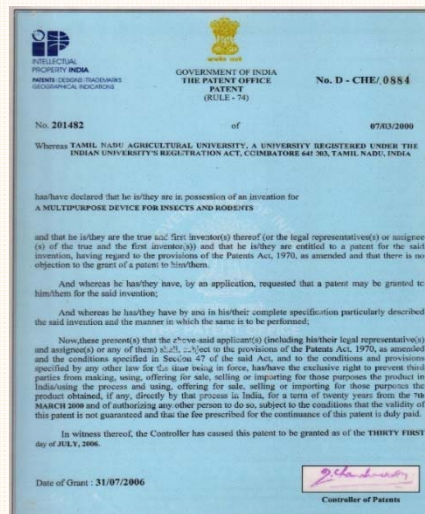 INTELLECTUAL
PROPERTY INDIA
PATENTS | DESIGNS | TRADEMARKS
GEOGRAPHICAL INDICATIONS
GOVERNMENT OF INDIA
THE PATENT OFFICE
PATENT
(RULE - 74)
No. D - CHE/ 0884
No. 201482 of 07/03/2000
Whereas TAMIL NADU AGRICULTURAL UNIVERSITY, A UNIVERSITY REGISTERED UNDER THE
INDIAN UNIVERSITY'S REGISTRATION ACT, COIMBATORE 641 003, TAMIL NADU, INDIA
has/have declared that he is/they are in possession of an invention for
A MULTIPURPOSE DEVICE FOR INSECTS AND RODENTS
and that he is/they are the true and first inventor(s) thereof (or the legal representatives(s) or assignee
(s) of the true and the first inventor(s)) and that he is/they are entitled to a patent for the said
invention, having regard to the provisions of the Patents Act, 1970, as amended and that there is no
objection to the grant of a patent to him/them.
And whereas he has/they have, by an application, requested that a patent may be granted to
him/them for the said invention;
And whereas he has/they have by and in his/their complete specification particularly described
the said invention and the manner in which the same is to be performed;
Now,these present(s) that the above-said applicant(s) (including his/their legal representative(s)
and assignee(s) or any of them) shall, subject to the provisions of the Patents Act, 1970, as amended
and the conditions specified in Section 47 of the said Act, and to the conditions and provisions
specified by any other law for the time being in force, has/have the exclusive right to prevent third
parties from making, using, offering for sale, selling or importing for those purposes the product in
India/using the process and using, offering for sale, selling or importing for those purposes the
product obtained, if any, directly by that process in India, for a term of twenty years from the 7th
MARCH 2000 and of authorizing any other person to do so, subject to the conditions that the validity of
this patent is not guaranteed and that the fee prescribed for the continuance of this patent is duly paid.
In witness thereof, the Controller has caused this patent to be granted as of the THIRTY FIRST
day of JULY, 2006.
Date of Grant : 31/07/2006
Controller of Patents